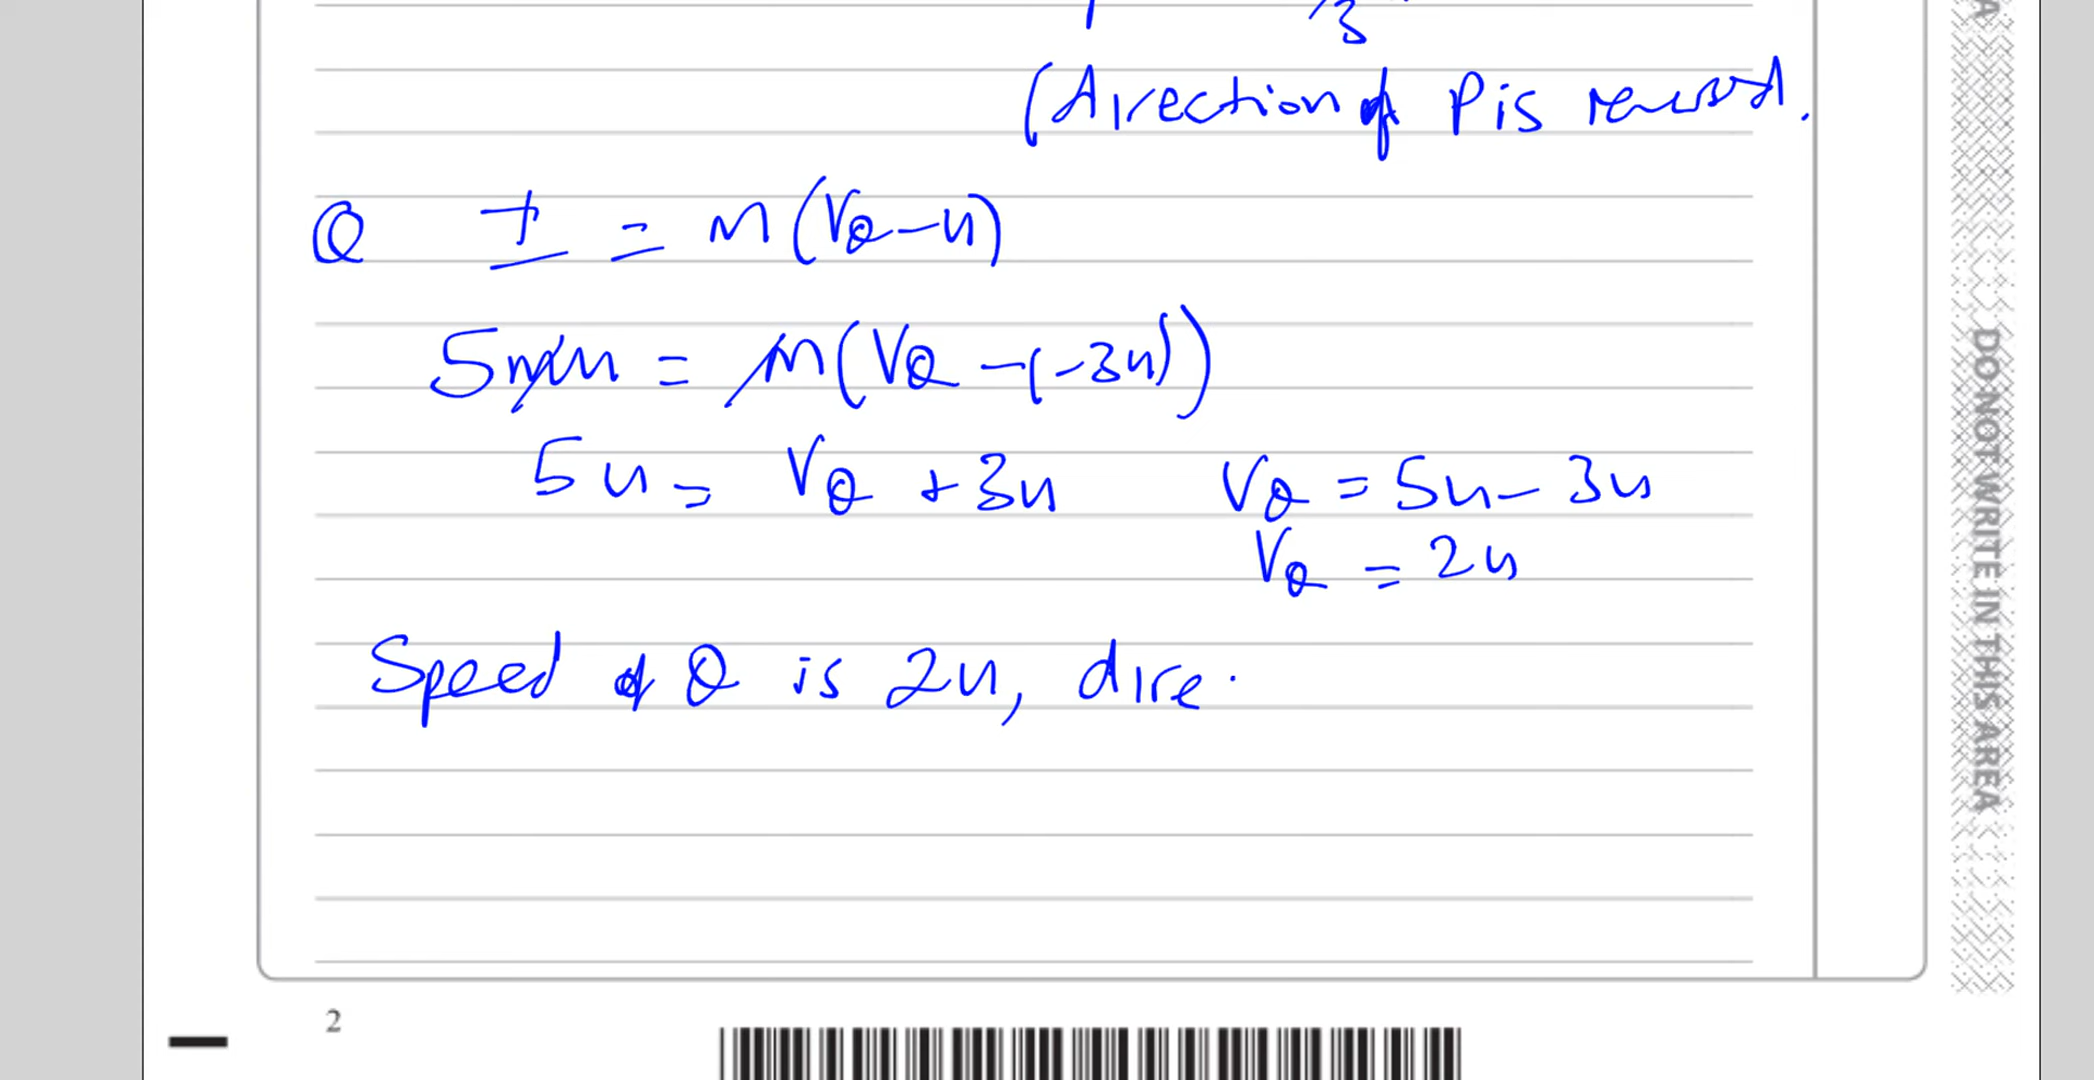 3
(direction of P is reversed.
Q I = m(VQ - u)
5mu = m(VQ - (-3u))
5u = VQ + 3u VQ = 5u - 3u
VQ = 2u
Speed of Q is 2u, dire.
2
A
DO NOT WRITE IN THIS AREA